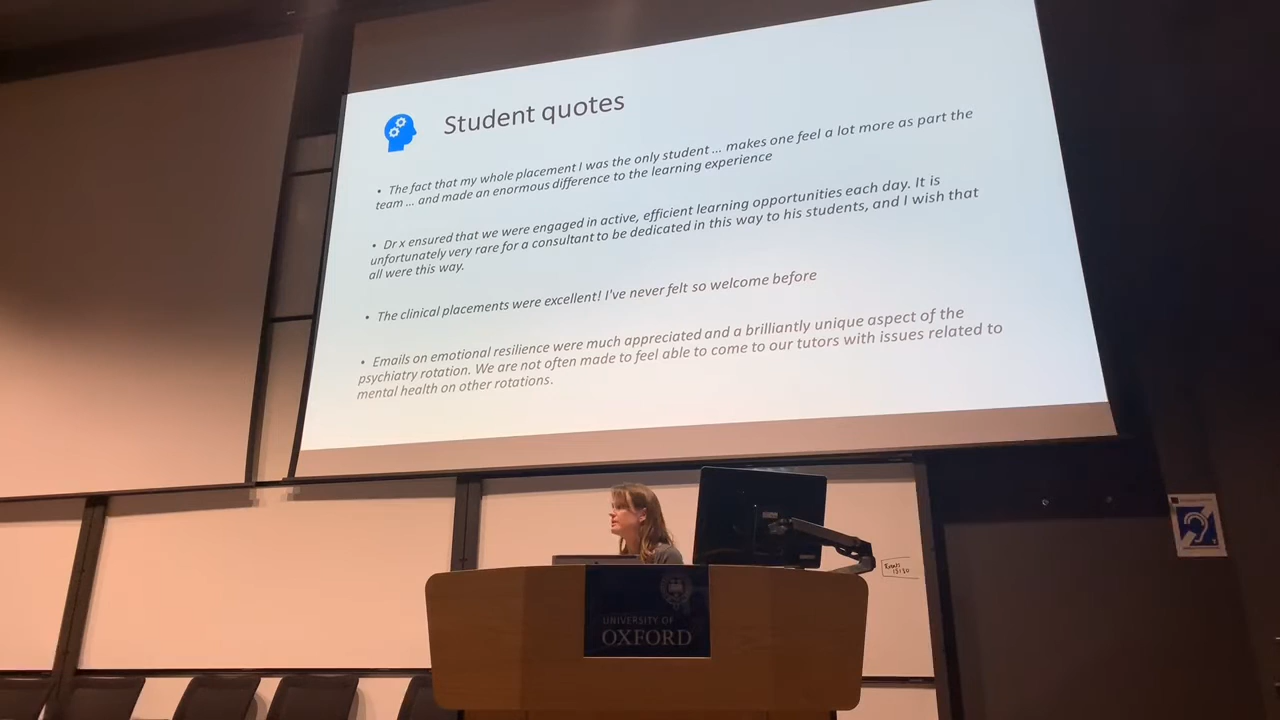 Student quotes
• The fact that my whole placement I was the only student ... makes one feel a lot more as part the
team ... and made an enormous difference to the learning experience
• Dr x ensured that we were engaged in active, efficient learning opportunities each day. It is
unfortunately very rare for a consultant to be dedicated in this way to his students, and I wish that
all were this way.
• The clinical placements were excellent! I've never felt so welcome before
• Emails on emotional resilience were much appreciated and a brilliantly unique aspect of the
psychiatry rotation. We are not often made to feel able to come to our tutors with issues related to
mental health on other rotations.
UNIVERSITY OF
OXFORD